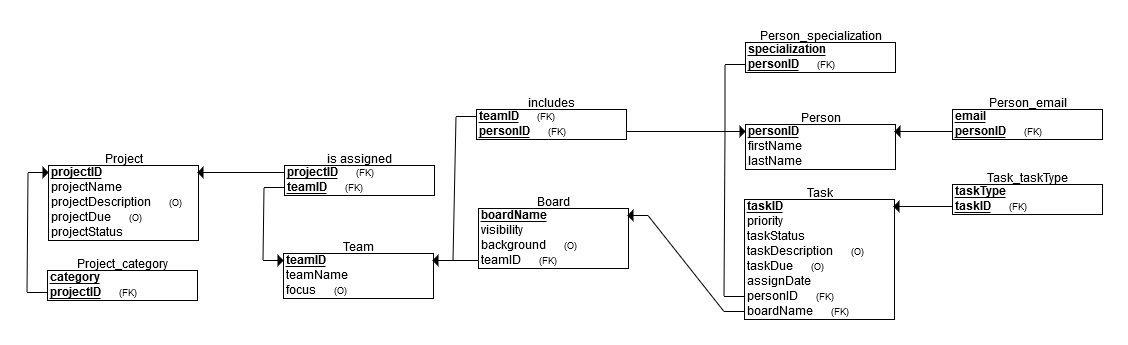 Person_specialization
specialization
personID (FK)
includes
teamID (FK)
personID (FK)
Person
personID
firstName
lastName
Person_email
email
personID (FK)
Project
projectID
projectName
projectDescription (O)
projectDue (O)
projectStatus
is assigned
projectID (FK)
teamID (FK)
Task_taskType
taskType
taskID (FK)
Board
boardName
visibility
background (O)
teamID (FK)
Task
taskID
priority
taskStatus
taskDescription (O)
taskDue (O)
assignDate
personID (FK)
boardName (FK)
Team
teamID
teamName
focus (O)
Project_category
category
projectID (FK)